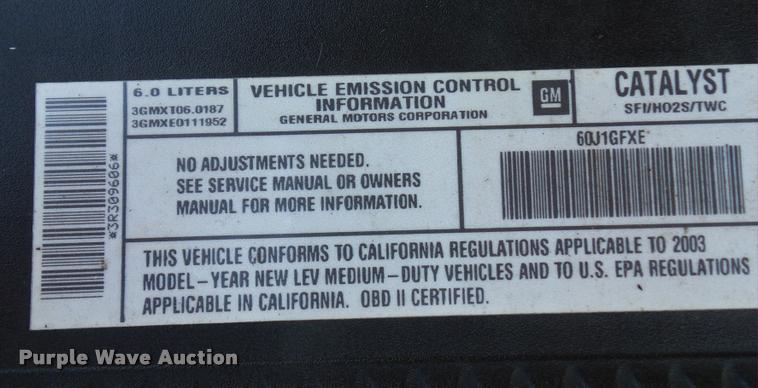 6.0 LITERS
3GMXT06.0187
3GMXE0111952
VEHICLE EMISSION CONTROL
INFORMATION
GENERAL MOTORS CORPORATION
GM
CATALYST
SFI/HO2S/TWC
*3R309606*
NO ADJUSTMENTS NEEDED.
SEE SERVICE MANUAL OR OWNERS
MANUAL FOR MORE INFORMATION.
60J1GFXE
THIS VEHICLE CONFORMS TO CALIFORNIA REGULATIONS APPLICABLE TO 2003
MODEL-YEAR NEW LEV MEDIUM-DUTY VEHICLES AND TO U.S. EPA REGULATIONS
APPLICABLE IN CALIFORNIA. OBD II CERTIFIED.
Purple Wave Auction